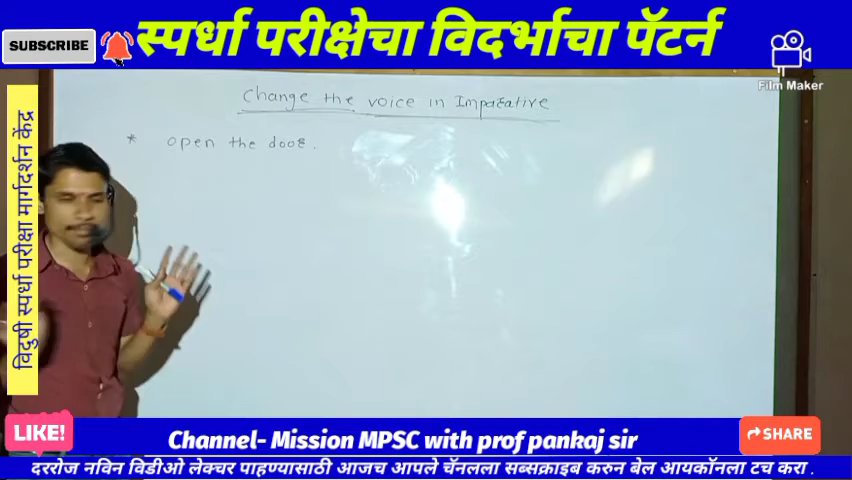 स्पर्धा परीक्षेचा विदर्भाचा पॅटर्न
SUBSCRIBE
Film Maker
Change the voice in Imparative
* open the door.
विदुषी स्पर्धा परीक्षा मार्गदर्शन केंद्र
LIKE!
Channel- Mission MPSC with prof pankaj sir
SHARE
दररोज नविन विडीओ लेक्चर पाहण्यासाठी आजच आपले चॅनलला सब्सक्राइब करुन बेल आयकॉनला टच करा .